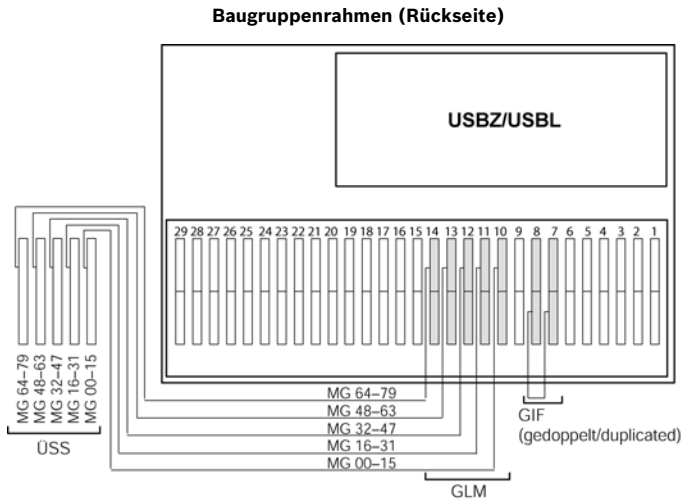 Baugruppenrahmen (Rückseite)
USBZ/USBL
29 28 27 26 25 24 23 22 21 20 19 18 17 16 15 14 13 12 11 10 9 8 7 6 5 4 3 2 1
MG 64–79
MG 48–63
MG 32–47
MG 16–31
MG 00–15
ÜSS
MG 64–79
MG 48–63
MG 32–47
MG 16–31
MG 00–15
GLM
GIF
(gedoppelt/duplicated)